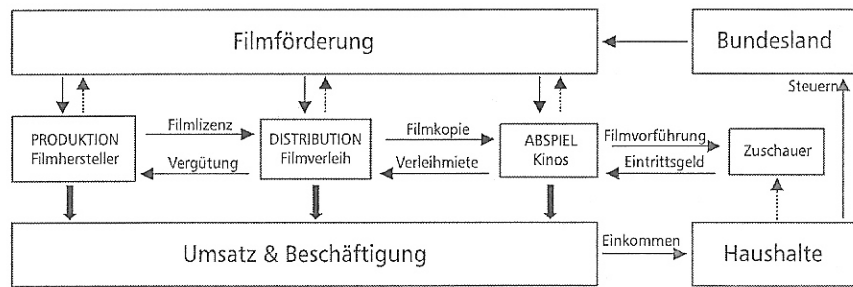 Filmförderung
Bundesland
Steuern
PRODUKTION
Filmhersteller
Filmlizenz
Vergütung
DISTRIBUTION
Filmverleih
Filmkopie
Verleihmiete
ABSPIEL
Kinos
Filmvorführung
Eintrittsgeld
Zuschauer
Umsatz & Beschäftigung
Einkommen
Haushalte